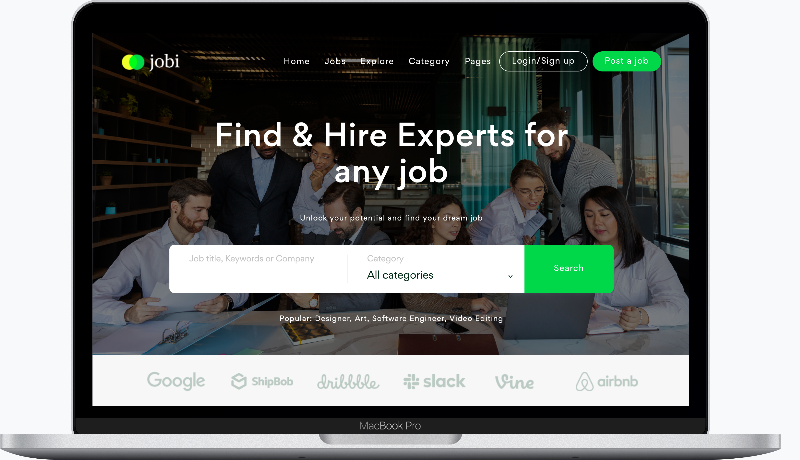 jobi
Home Jobs Explore Category Pages Login/Sign up Post a job
Find & Hire Experts for
any job
Unlock your potential and find your dream job
Job title, Keywords or Company
Category
All categories
Search
Popular: Designer, Art, Software Engineer, Video Editing
Google ShipBob dribbble slack Vine airbnb
MacBook Pro